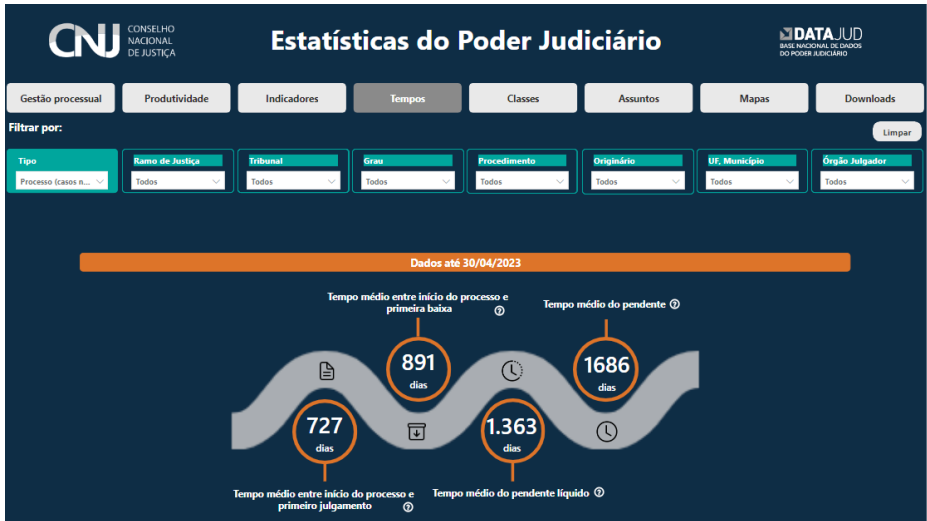 CNJ
CONSELHO
NACIONAL
DE JUSTIÇA
Estatísticas do Poder Judiciário
DATAJUD
BASE NACIONAL DE DADOS
DO PODER JUDICIÁRIO
Gestão processual Produtividade Indicadores Tempos Classes Assuntos Mapas Downloads
Filtrar por:
Limpar
Tipo Ramo de Justiça Tribunal Grau Procedimento Originário UF, Município Órgão Julgador
Processo (casos n... Todos Todos Todos Todos Todos Todos Todos
Dados até 30/04/2023
Tempo médio entre início do processo e
primeira baixa
Tempo médio do pendente
891
dias
1686
dias
727
dias
1.363
dias
Tempo médio entre início do processo e
primeiro julgamento
Tempo médio do pendente líquido